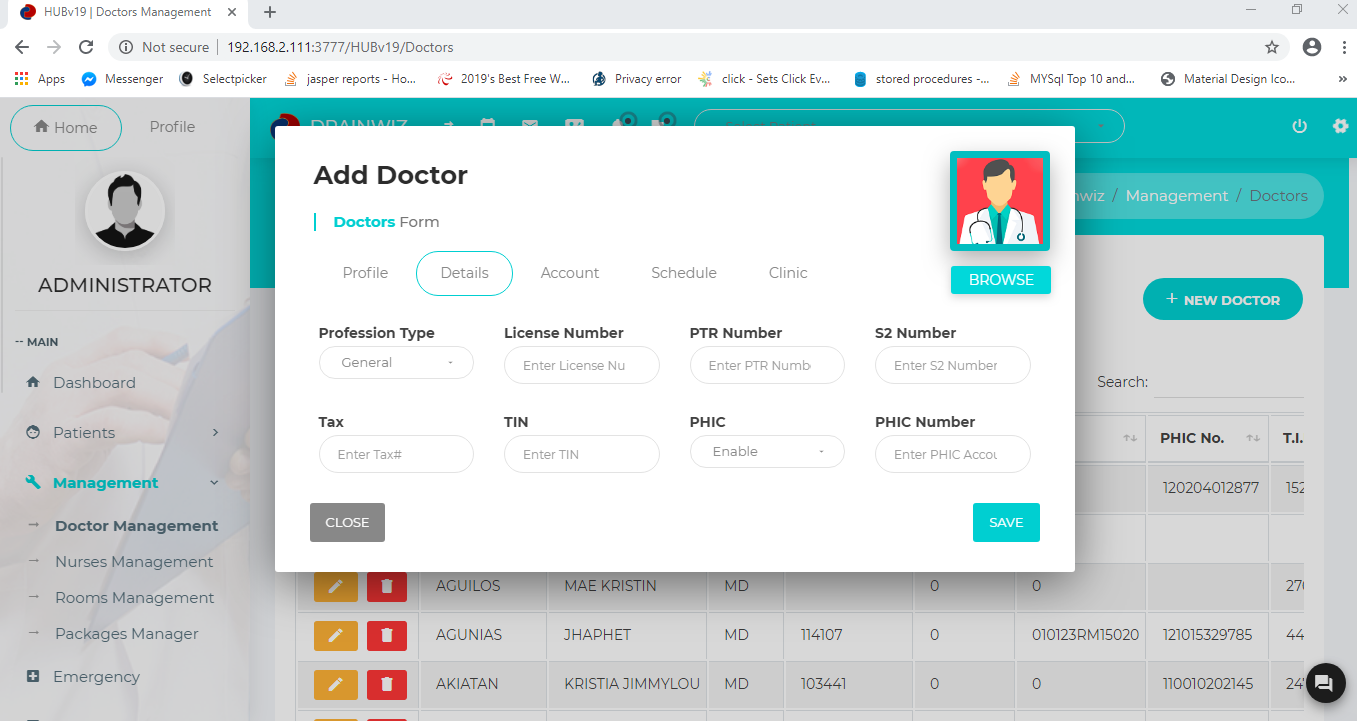 HUBv19 | Doctors Management
Not secure | 192.168.2.111:3777/HUBv19/Doctors
Apps Messenger Selectpicker jasper reports - Ho... 2019's Best Free W... Privacy error click - Sets Click Ev... stored procedures -... MYSql Top 10 and... Material Design Ico... »
Home Profile
BRAINWIZ Select Patient
Add Doctor
Doctors Form
BROWSE
Management / Doctors
Profile Details Account Schedule Clinic
ADMINISTRATOR
+ NEW DOCTOR
Profession Type License Number PTR Number S2 Number
General Enter License Nu Enter PTR Numb Enter S2 Number
-- MAIN
Dashboard
Search:
Patients
Tax TIN PHIC PHIC Number
Enter Tax# Enter TIN Enable Enter PHIC Accou
PHIC No. T.I.
Management
120204012877 152
CLOSE SAVE
Doctor Management
Nurses Management
Rooms Management
Packages Manager
Emergency
AGUILOS MAE KRISTIN MD 0 0 270
AGUNIAS JHAPHET MD 114107 0 010123RM15020 121015329785 44
AKIATAN KRISTIA JIMMYLOU MD 103441 0 0 110010202145